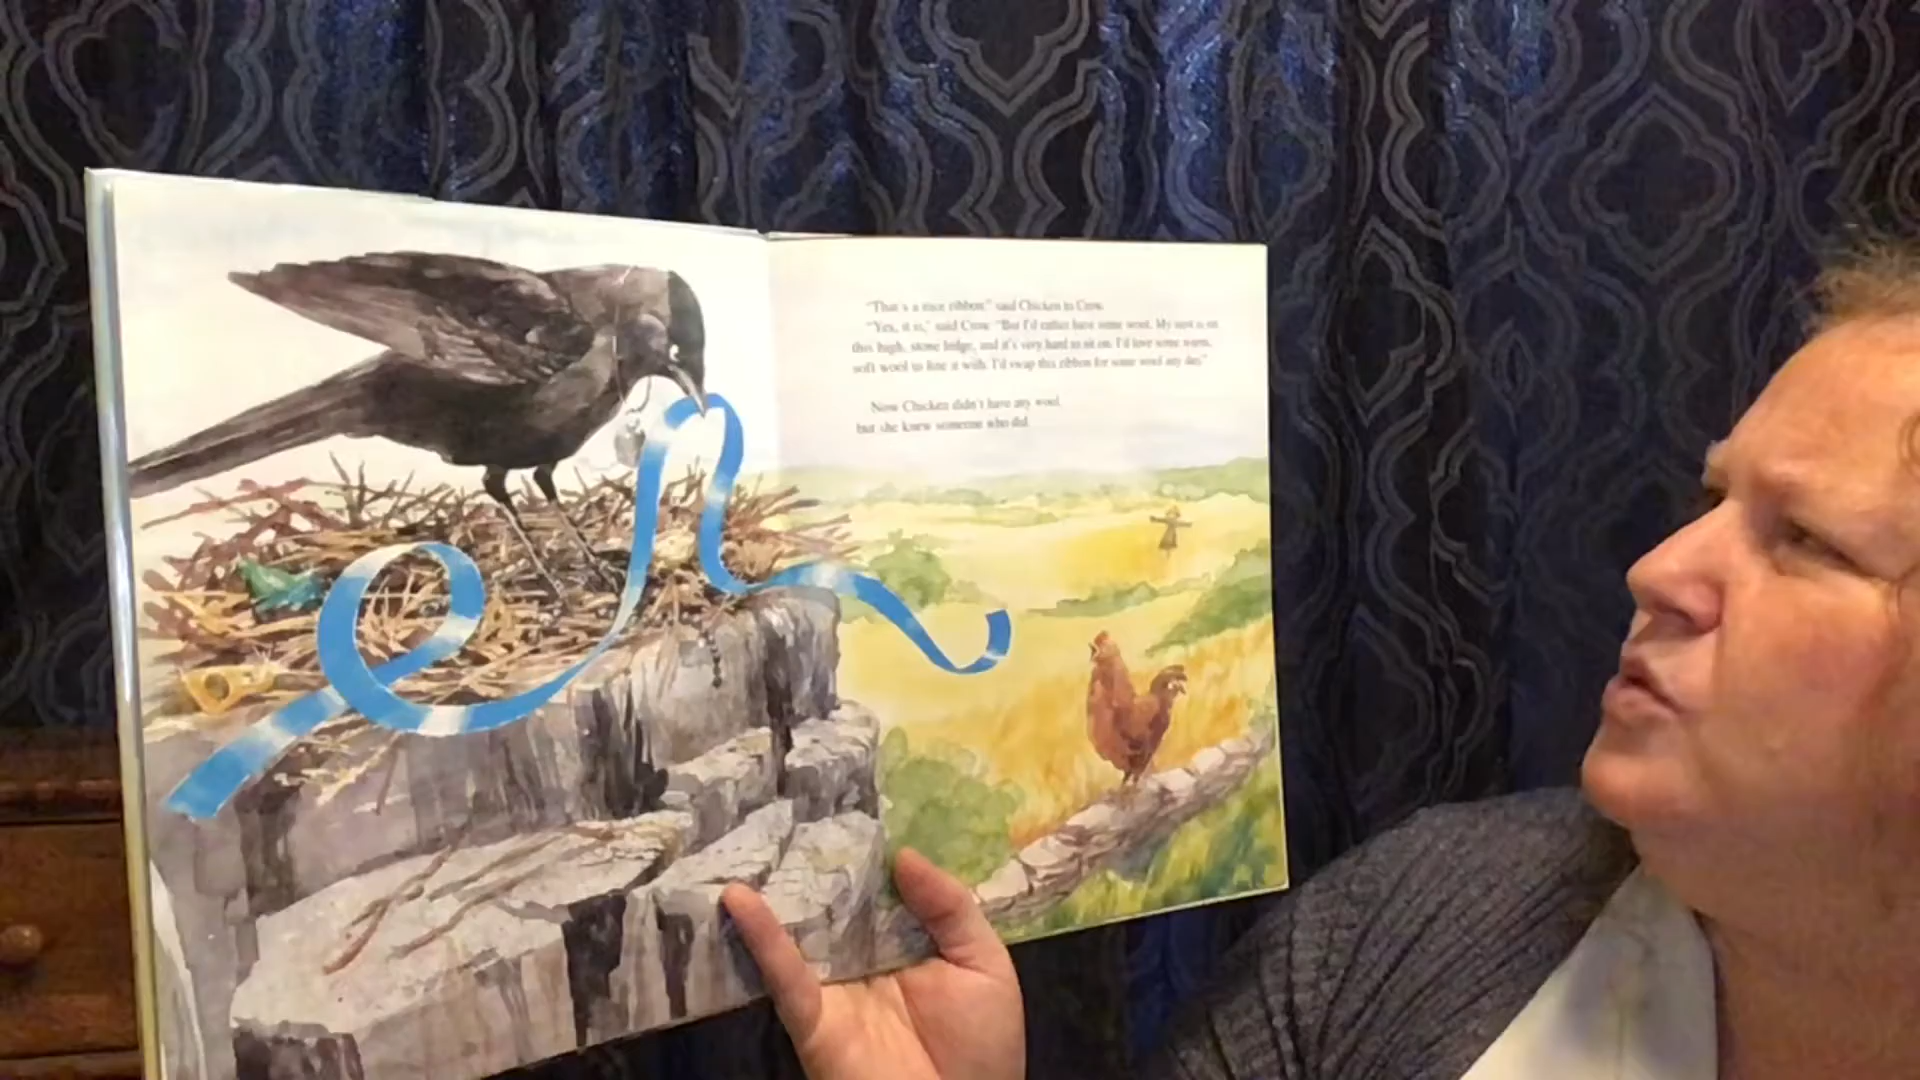 "That's a nice ribbon" said Chicken to Crow.
"Yes, it is," said Crow. "But I'd rather have some wool. My nest is on
this high, stone ledge, and it's very hard to sit on. I'd love some warm,
soft wool to line it with. I'd swap this ribbon for some wool any day."
Now Chicken didn't have any wool,
but she knew someone who did.